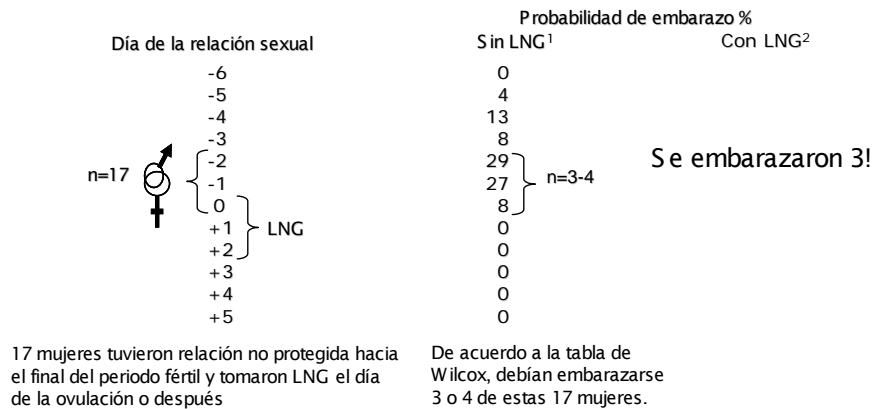 Probabilidad de embarazo %
Día de la relación sexual
Sin LNG¹
Con LNG²
-6 0
-5 4
-4 13
-3 8
-2 29
-1 27
0 8
+1 0
+2 0
+3 0
+4 0
+5 0
n=17
LNG
n=3-4
Se embarazaron 3!
17 mujeres tuvieron relación no protegida hacia
el final del periodo fértil y tomaron LNG el día
de la ovulación o después
De acuerdo a la tabla de
Wilcox, debían embarazarse
3 o 4 de estas 17 mujeres.